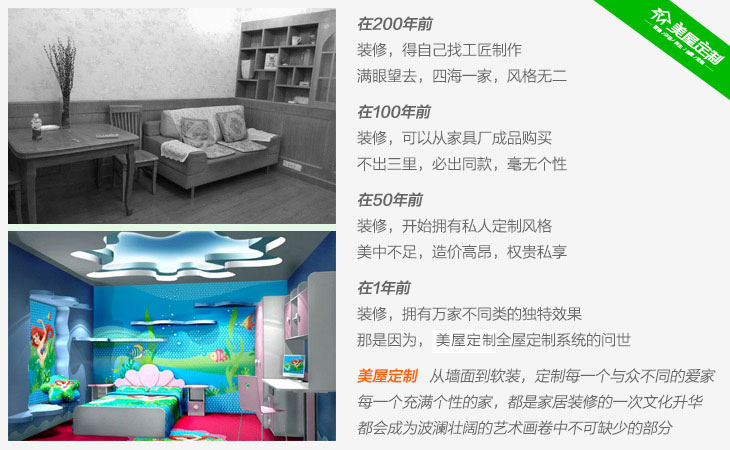 美屋定制
在200年前
装修，得自己找工匠制作
满眼望去，四海一家，风格无二
在100年前
装修，可以从家具厂成品购买
不出三里，必出同款，毫无个性
在50年前
装修，开始拥有私人定制风格
美中不足，造价高昂，权贵私享
在1年前
装修，拥有万家不同类的独特效果
那是因为，美屋定制全屋定制系统的问世
美屋定制 从墙面到软装，定制每一个与众不同的爱家
每一个充满个性的家，都是家居装修的一次文化升华
都会成为波澜壮阔的艺术画卷中不可缺少的部分